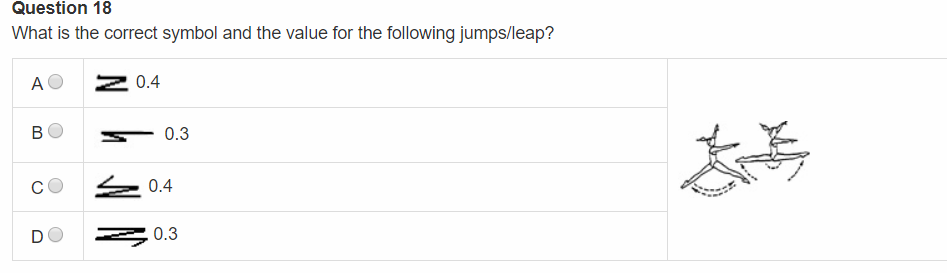 Question 18
What is the correct symbol and the value for the following jumps/leap?
A 0.4
B 0.3
C 0.4
D 0.3